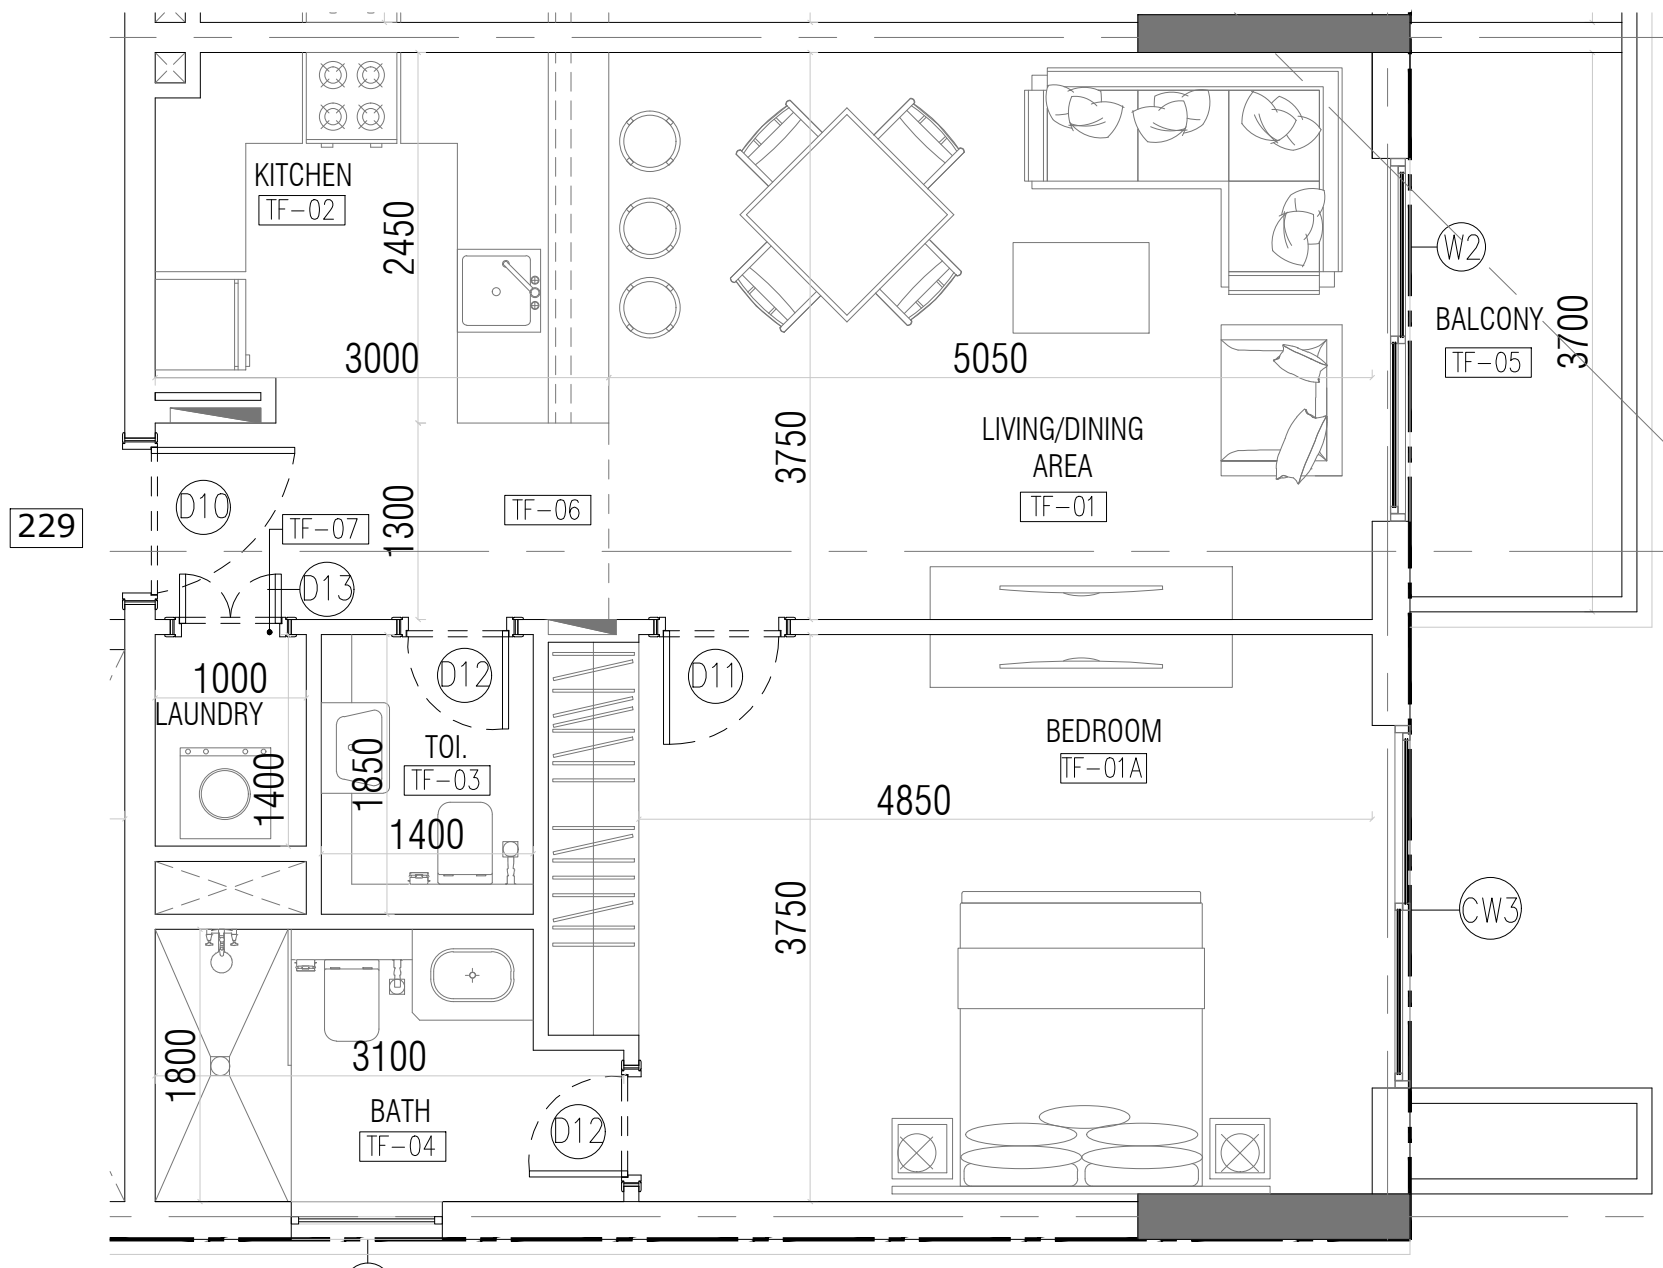 KITCHEN
TF-02
2450
3000
5050
W2
BALCONY
TF-05
3700
LIVING/DINING
AREA
TF-01
3750
D10
229
TF-07
1300
TF-06
D13
D12
D11
1000
LAUNDRY
1400
1850
TOI.
TF-03
1400
BEDROOM
TF-01A
4850
3750
CW3
1800
3100
BATH
TF-04
D12